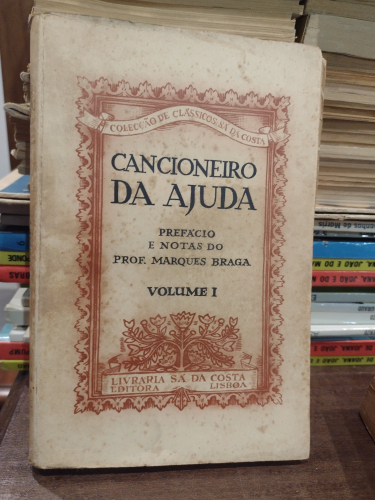 COLECÇÃO DE CLÁSSICOS SÁ DA COSTA
CANCIONEIRO
DA AJUDA
PREFÁCIO
E NOTAS DO
PROF. MARQUES BRAGA
VOLUME I
LIVRARIA SÁ DA COSTA
EDITORA LISBOA